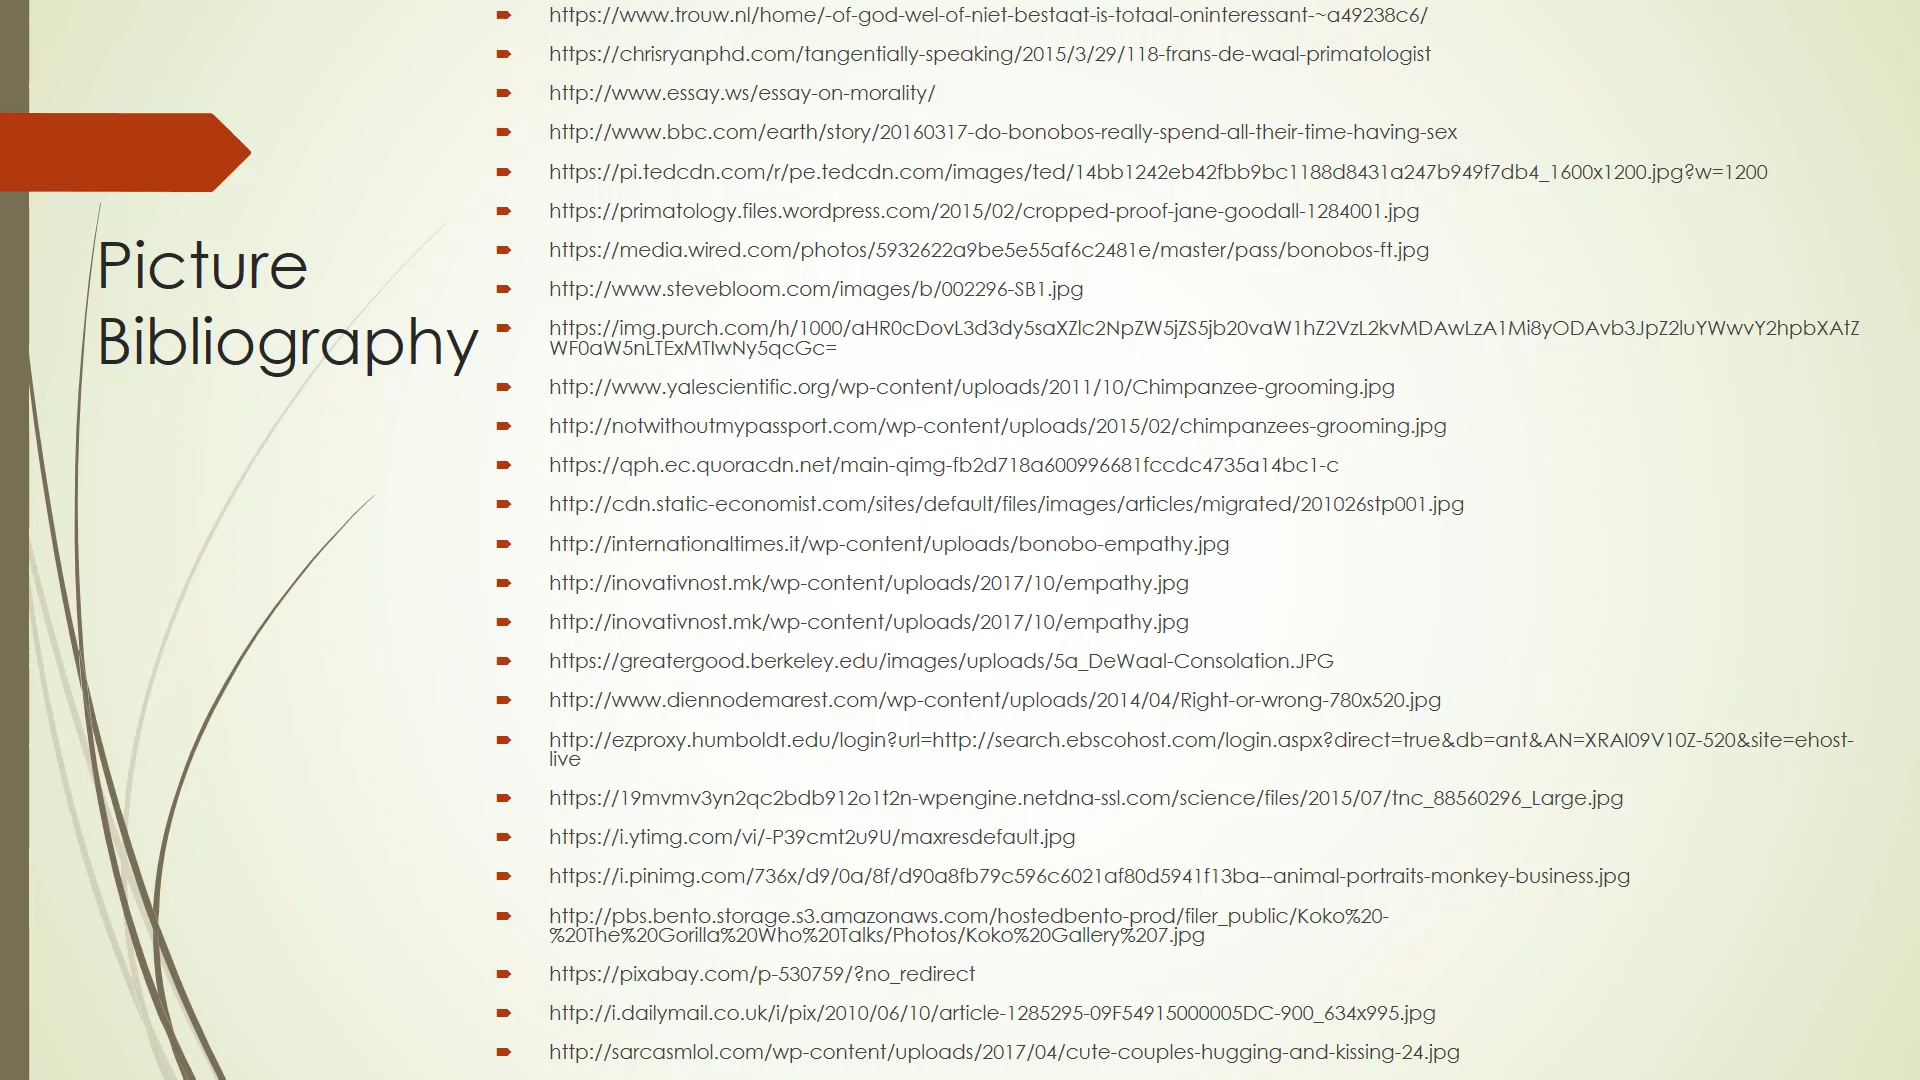 Picture
Bibliography
https://www.trouw.nl/home/-of-god-wel-of-niet-bestaat-is-totaal-oninteressant-~a49238c6/
https://chrisryanphd.com/tangentially-speaking/2015/3/29/118-frans-de-waal-primatologist
http://www.essay.ws/essay-on-morality/
http://www.bbc.com/earth/story/20160317-do-bonobos-really-spend-all-their-time-having-sex
https://pi.tedcdn.com/r/pe.tedcdn.com/images/ted/14bb1242eb42fbb9bc1188d8431a247b949f7db4_1600x1200.jpg?w=1200
https://primatology.files.wordpress.com/2015/02/cropped-proof-jane-goodall-1284001.jpg
https://media.wired.com/photos/5932622a9be5e55af6c2481e/master/pass/bonobos-ft.jpg
http://www.stevebloom.com/images/b/002296-SB1.jpg
https://img.purch.com/h/1000/aHR0cDovL3d3dy5saXZlc2NpZW5jZS5jb20vaW1hZ2VzL2kvMDAwLzA1Mi8yODAvb3JpZ2luYWwvY2hpbXAtZ
WF0aW5nLTExMTIwNy5qcGc=
http://www.yalescientific.org/wp-content/uploads/2011/10/Chimpanzee-grooming.jpg
http://notwithoutmypassport.com/wp-content/uploads/2015/02/chimpanzees-grooming.jpg
https://qph.ec.quoracdn.net/main-qimg-fb2d718a600996681fccdc4735a14bc1-c
http://cdn.static-economist.com/sites/default/files/images/articles/migrated/201026stp001.jpg
http://internationaltimes.it/wp-content/uploads/bonobo-empathy.jpg
http://inovativnost.mk/wp-content/uploads/2017/10/empathy.jpg
http://inovativnost.mk/wp-content/uploads/2017/10/empathy.jpg
https://greatergood.berkeley.edu/images/uploads/5a_DeWaal-Consolation.JPG
http://www.diennodemarest.com/wp-content/uploads/2014/04/Right-or-wrong-780x520.jpg
http://ezproxy.humboldt.edu/login?url=http://search.ebscohost.com/login.aspx?direct=true&db=ant&AN=XRAI09V10Z-520&site=ehost-
live
https://19mvmv3yn2qc2bdb912o1t2n-wpengine.netdna-ssl.com/science/files/2015/07/tnc_88560296_Large.jpg
https://i.ytimg.com/vi/-P39cmt2u9U/maxresdefault.jpg
https://i.pinimg.com/736x/d9/0a/8f/d90a8fb79c596c6021af80d5941f13ba--animal-portraits-monkey-business.jpg
http://pbs.bento.storage.s3.amazonaws.com/hostedbento-prod/filer_public/Koko%20-
%20The%20Gorilla%20Who%20Talks/Photos/Koko%20Gallery%207.jpg
https://pixabay.com/p-530759/?no_redirect
http://i.dailymail.co.uk/i/pix/2010/06/10/article-1285295-09F54915000005DC-900_634x995.jpg
http://sarcasmlol.com/wp-content/uploads/2017/04/cute-couples-hugging-and-kissing-24.jpg